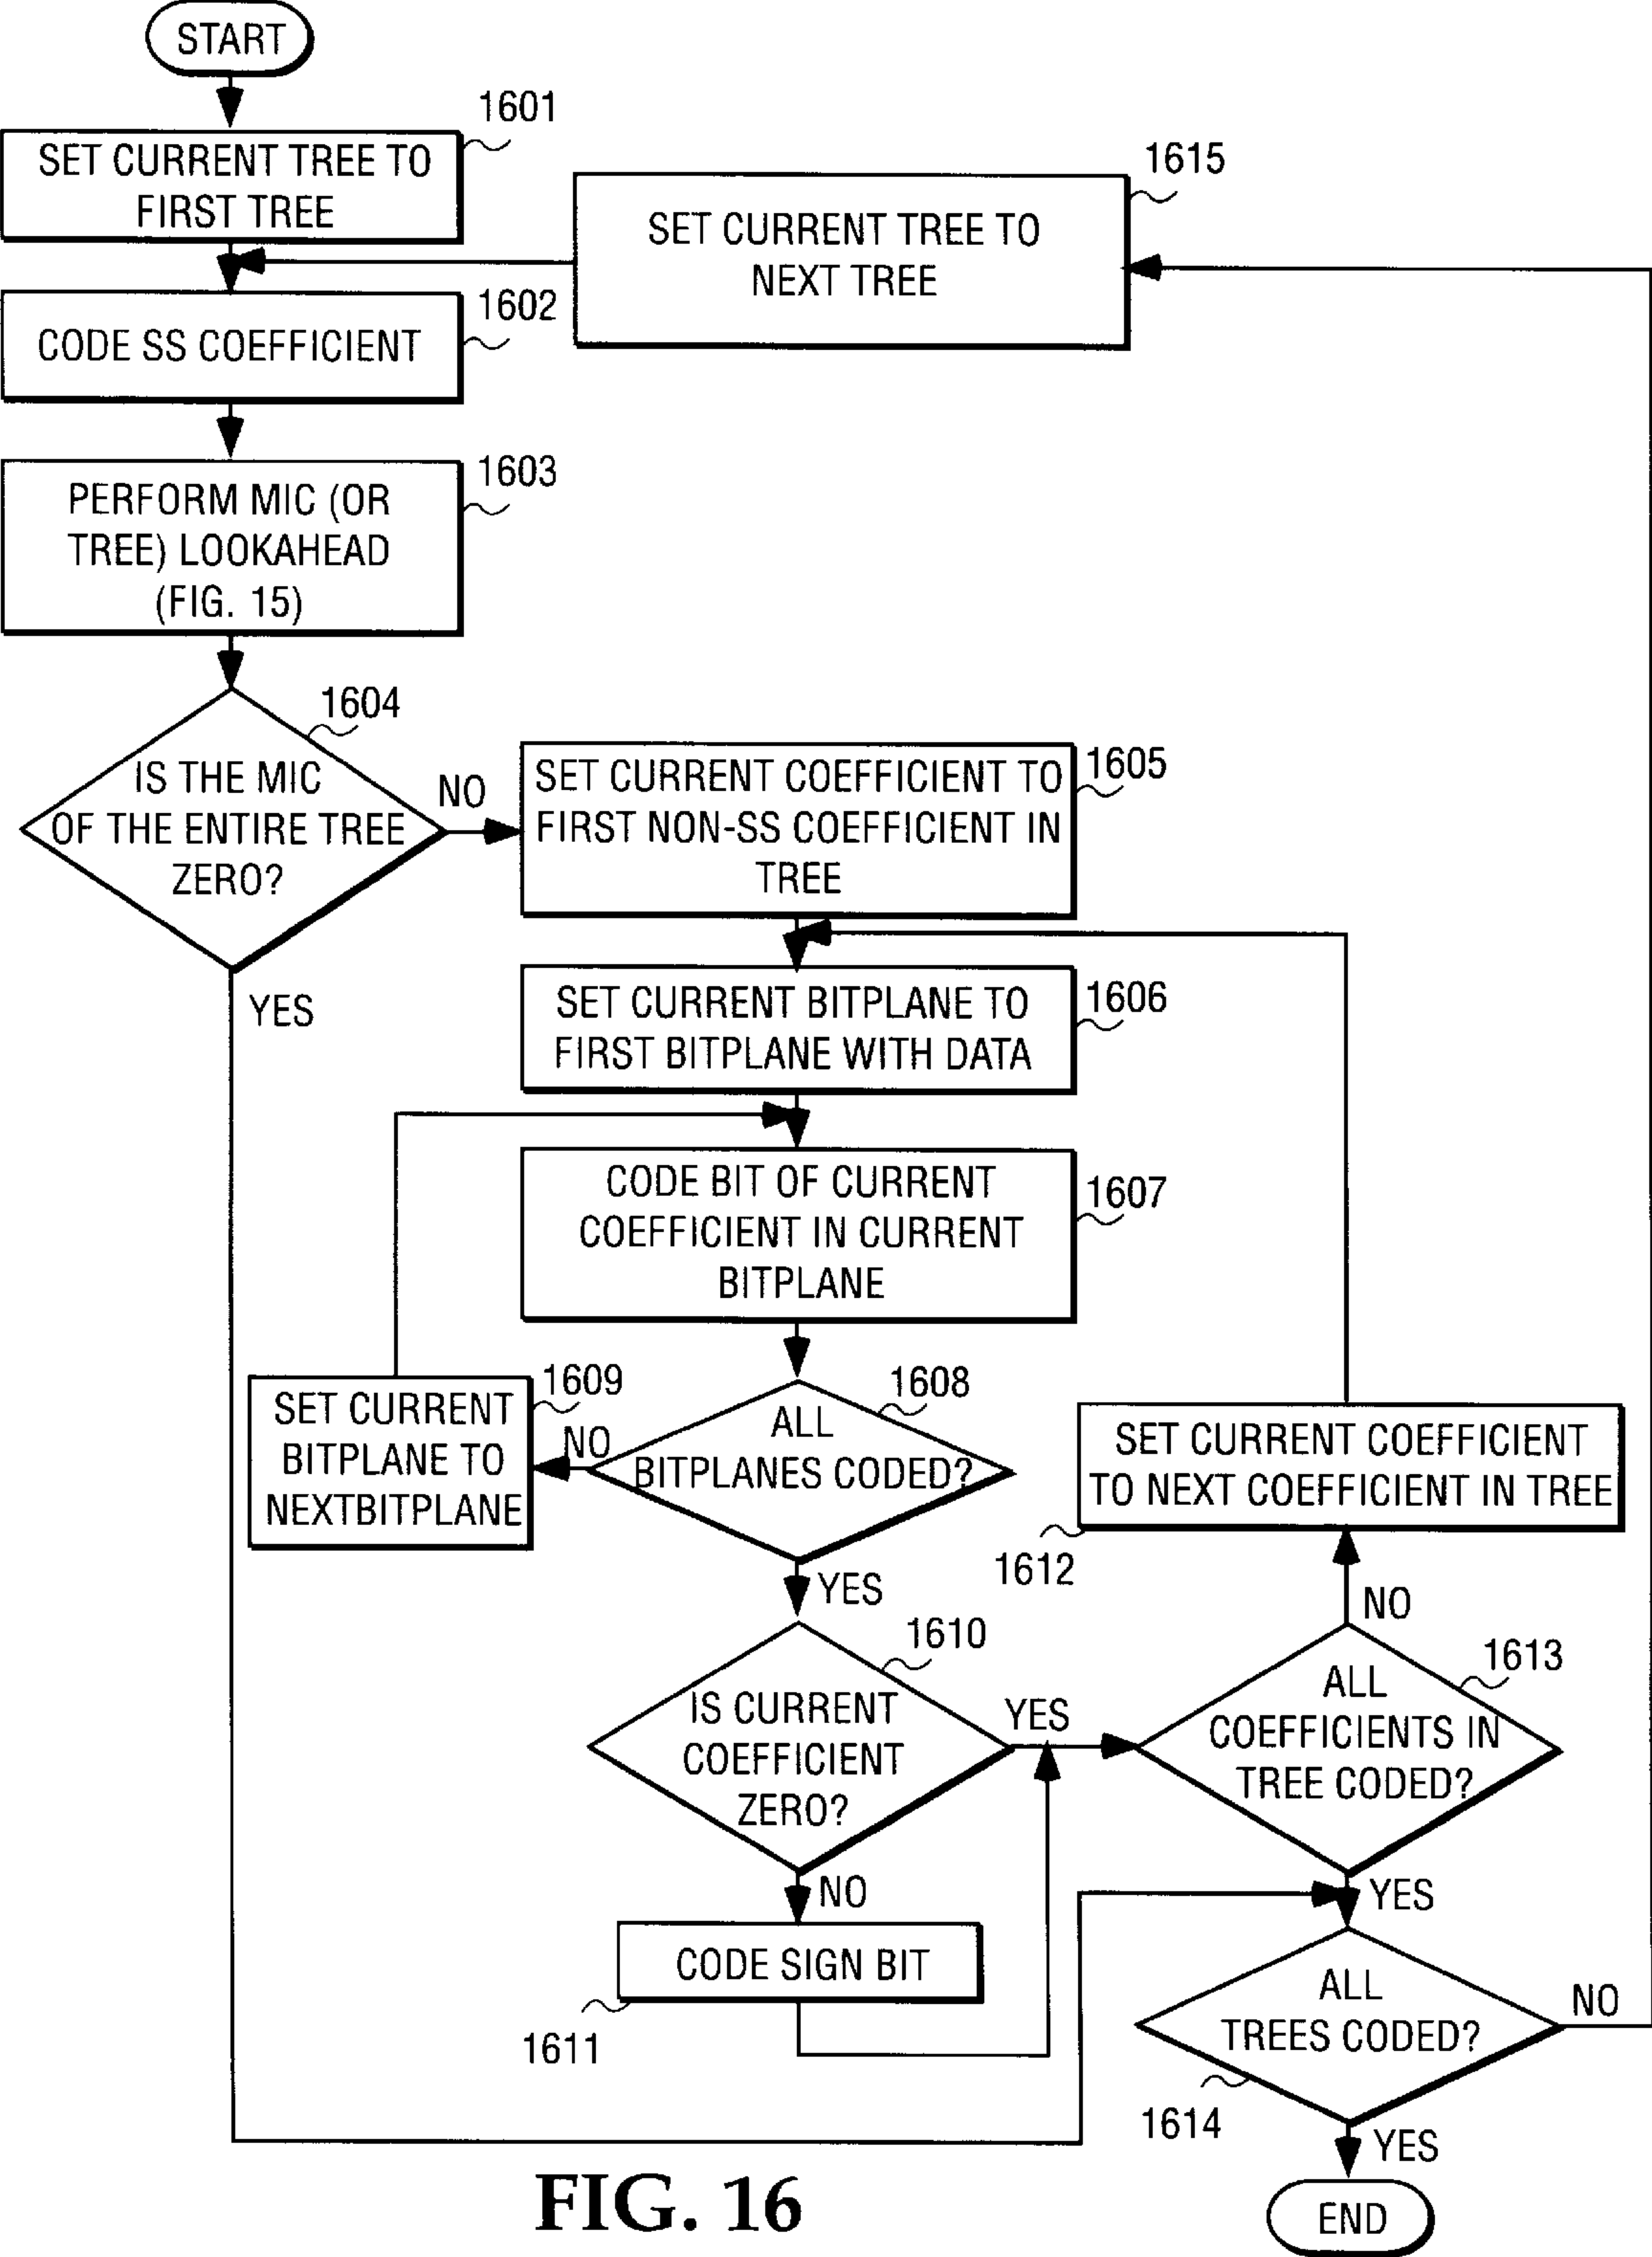 START
1601
SET CURRENT TREE TO
FIRST TREE
1615
SET CURRENT TREE TO
NEXT TREE
1602
CODE SS COEFFICIENT
1603
PERFORM MIC (OR
TREE) LOOKAHEAD
(FIG. 15)
1604
IS THE MIC
OF THE ENTIRE TREE
ZERO?
NO
YES
1605
SET CURRENT COEFFICIENT TO
FIRST NON-SS COEFFICIENT IN
TREE
1606
SET CURRENT BITPLANE TO
FIRST BITPLANE WITH DATA
1607
CODE BIT OF CURRENT
COEFFICIENT IN CURRENT
BITPLANE
1608
ALL
BITPLANES CODED?
NO
1609
SET CURRENT
BITPLANE TO
NEXTBITPLANE
YES
1610
IS CURRENT
COEFFICIENT
ZERO?
YES
NO
CODE SIGN BIT
1611
SET CURRENT COEFFICIENT
TO NEXT COEFFICIENT IN TREE
1612
NO
1613
ALL
COEFFICIENTS IN
TREE CODED?
YES
ALL
TREES CODED?
NO
1614
YES
END
FIG. 16